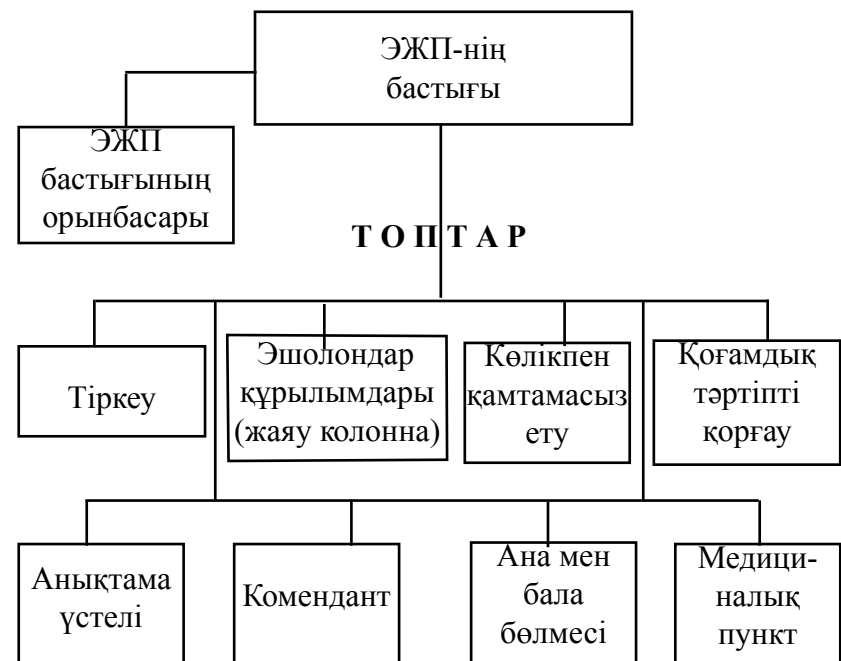 ЭЖП-нің
бастығы
ЭЖП
бастығының
орынбасары
Т О П Т А Р
Тіркеу
Эшолондар
құрылымдары
(жаяу колонна)
Көлікпен
қамтамасыз
ету
Қоғамдық
тәртіпті
қорғау
Анықтама
үстелі
Комендант
Ана мен
бала
бөлмесі
Медици-
налық
пункт